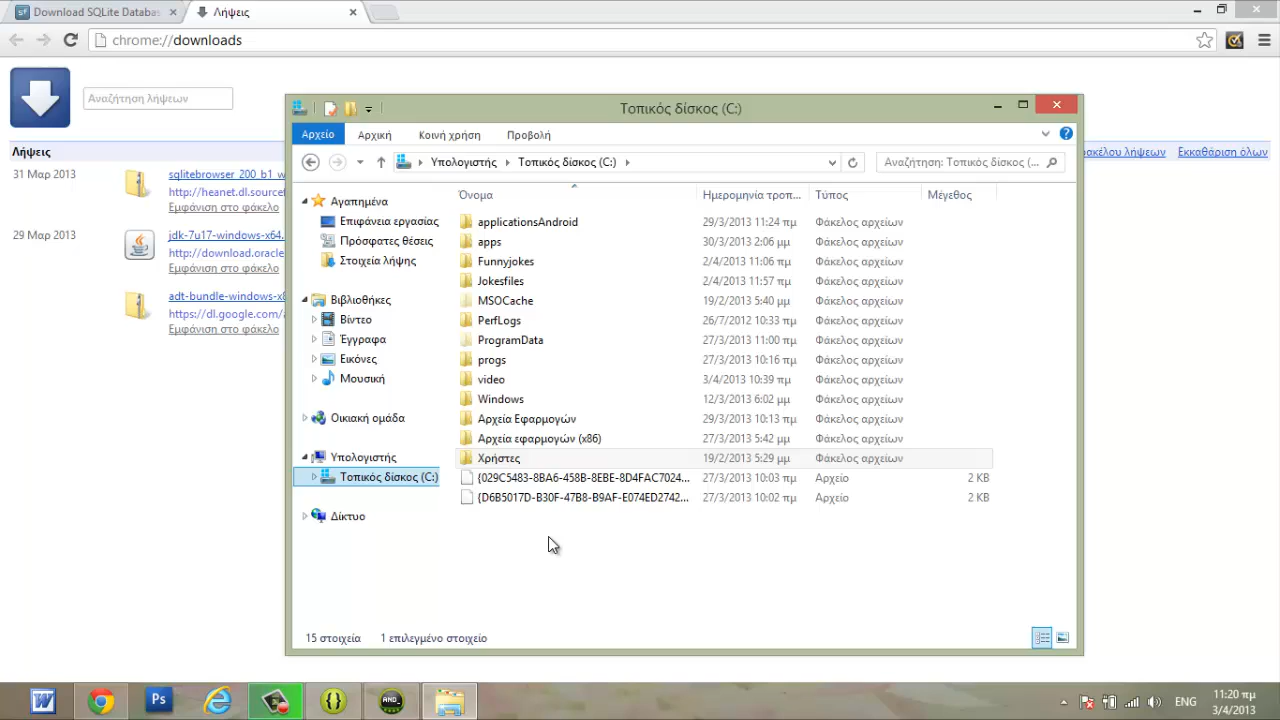 Download SQLite Databas
Λήψεις
chrome://downloads
Αναζήτηση λήψεων
Λήψεις
λήψεων
Εκκαθάριση όλων
31 Μαρ 2013
sqlitebrowser_200_b1_w
http://heanet.dl.sourcef
Εμφάνιση στο φάκελο
29 Μαρ 2013
jdk-7u17-windows-x64.
http://download.oracle
Εμφάνιση στο φάκελο
adt-bundle-windows-x8
https://dl.google.com/a
Εμφάνιση στο φάκελο
Τοπικός δίσκος (C:)
Αρχείο Αρχική Κοινή χρήση Προβολή
Υπολογιστής Τοπικός δίσκος (C:) Αναζήτηση: Τοπικός δίσκος (...
Όνομα Ημερομηνία τροπ... Τύπος Μέγεθος
Αγαπημένα
Επιφάνεια εργασίας
Πρόσφατες θέσεις
Στοιχεία λήψης
Βιβλιοθήκες
Βίντεο
Έγγραφα
Εικόνες
Μουσική
Οικιακή ομάδα
Υπολογιστής
Τοπικός δίσκος (C:)
Δίκτυο
applicationsAndroid 29/3/2013 11:24 πμ Φάκελος αρχείων
apps 30/3/2013 2:06 μμ Φάκελος αρχείων
Funnyjokes 2/4/2013 11:06 πμ Φάκελος αρχείων
Jokesfiles 2/4/2013 11:57 πμ Φάκελος αρχείων
MSOCache 19/2/2013 5:40 μμ Φάκελος αρχείων
PerfLogs 26/7/2012 10:33 πμ Φάκελος αρχείων
ProgramData 27/3/2013 11:00 πμ Φάκελος αρχείων
progs 27/3/2013 10:16 πμ Φάκελος αρχείων
video 3/4/2013 10:39 πμ Φάκελος αρχείων
Windows 12/3/2013 6:02 μμ Φάκελος αρχείων
Αρχεία Εφαρμογών 29/3/2013 10:13 πμ Φάκελος αρχείων
Αρχεία εφαρμογών (x86) 27/3/2013 5:42 μμ Φάκελος αρχείων
Χρήστες 19/2/2013 5:29 μμ Φάκελος αρχείων
{029C5483-8BA6-458B-8EBE-8D4FAC7024... 27/3/2013 10:03 πμ Αρχείο 2 KB
{D6B5017D-B30F-47B8-B9AF-E074ED2742... 27/3/2013 10:02 πμ Αρχείο 2 KB
15 στοιχεία 1 επιλεγμένο στοιχείο
ENG
11:20 πμ
3/4/2013